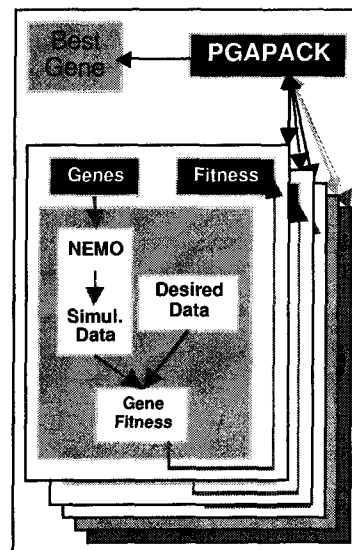 Best
Gene
PGAPACK
Genes
Fitness
NEMO
Simul.
Data
Desired
Data
Gene
Fitness